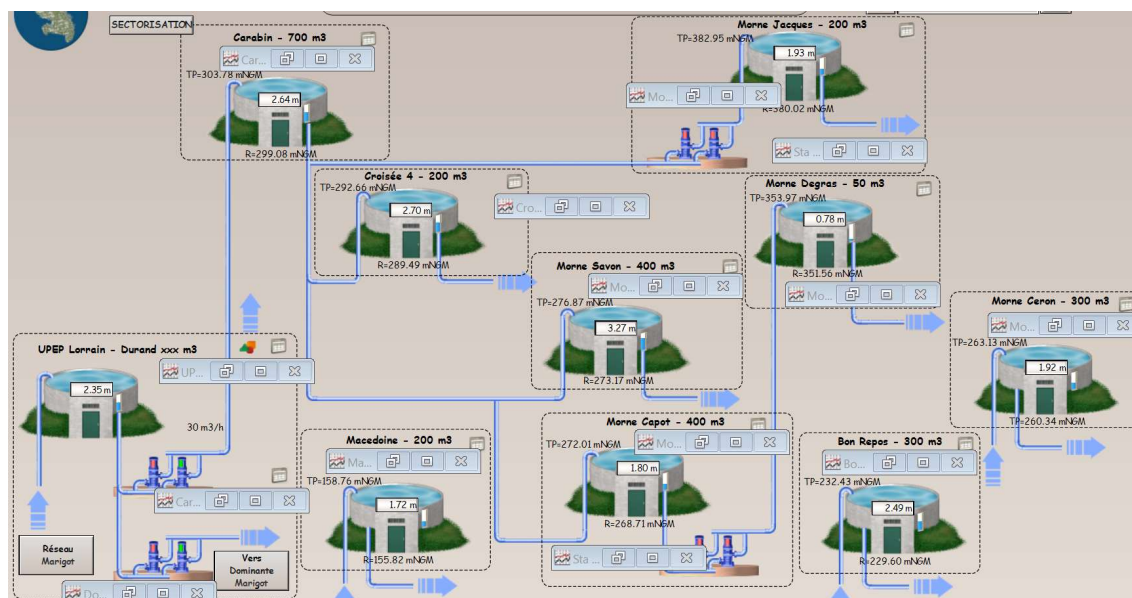 SECTORISATION
Carabin - 700 m3
Car...
TP=303.78 mNGM
2.64 m
R=299.08 mNGM
Morne Jacques - 200 m3
TP=382.95 mNGM
1.93 m
Mo...
R=380.02 mNGM
Sta ...
Croisée 4 - 200 m3
TP=292.66 mNGM
2.70 m
Cro...
R=289.49 mNGM
Morne Degras - 50 m3
TP=353.97 mNGM
0.78 m
R=351.56 mNGM
Mo...
Morne Savon - 400 m3
Mo...
TP=276.87 mNGM
3.27 m
R=273.17 mNGM
Morne Ceron - 300 m3
Mo...
TP=263.13 mNGM
1.92 m
TP=260.34 mNGM
UPEP Lorrain - Durand xxx m3
UP...
2.35 m
30 m3/h
Car...
Réseau
Marigot
Vers
Dominante
Marigot
Do...
Macedoine - 200 m3
Ma...
TP=158.76 mNGM
1.72 m
R=155.82 mNGM
Morne Capot - 400 m3
Mo...
TP=272.01 mNGM
1.80 m
R=268.71 mNGM
Sta ...
Bon Repos - 300 m3
Bo...
TP=232.43 mNGM
2.49 m
R=229.60 mNGM